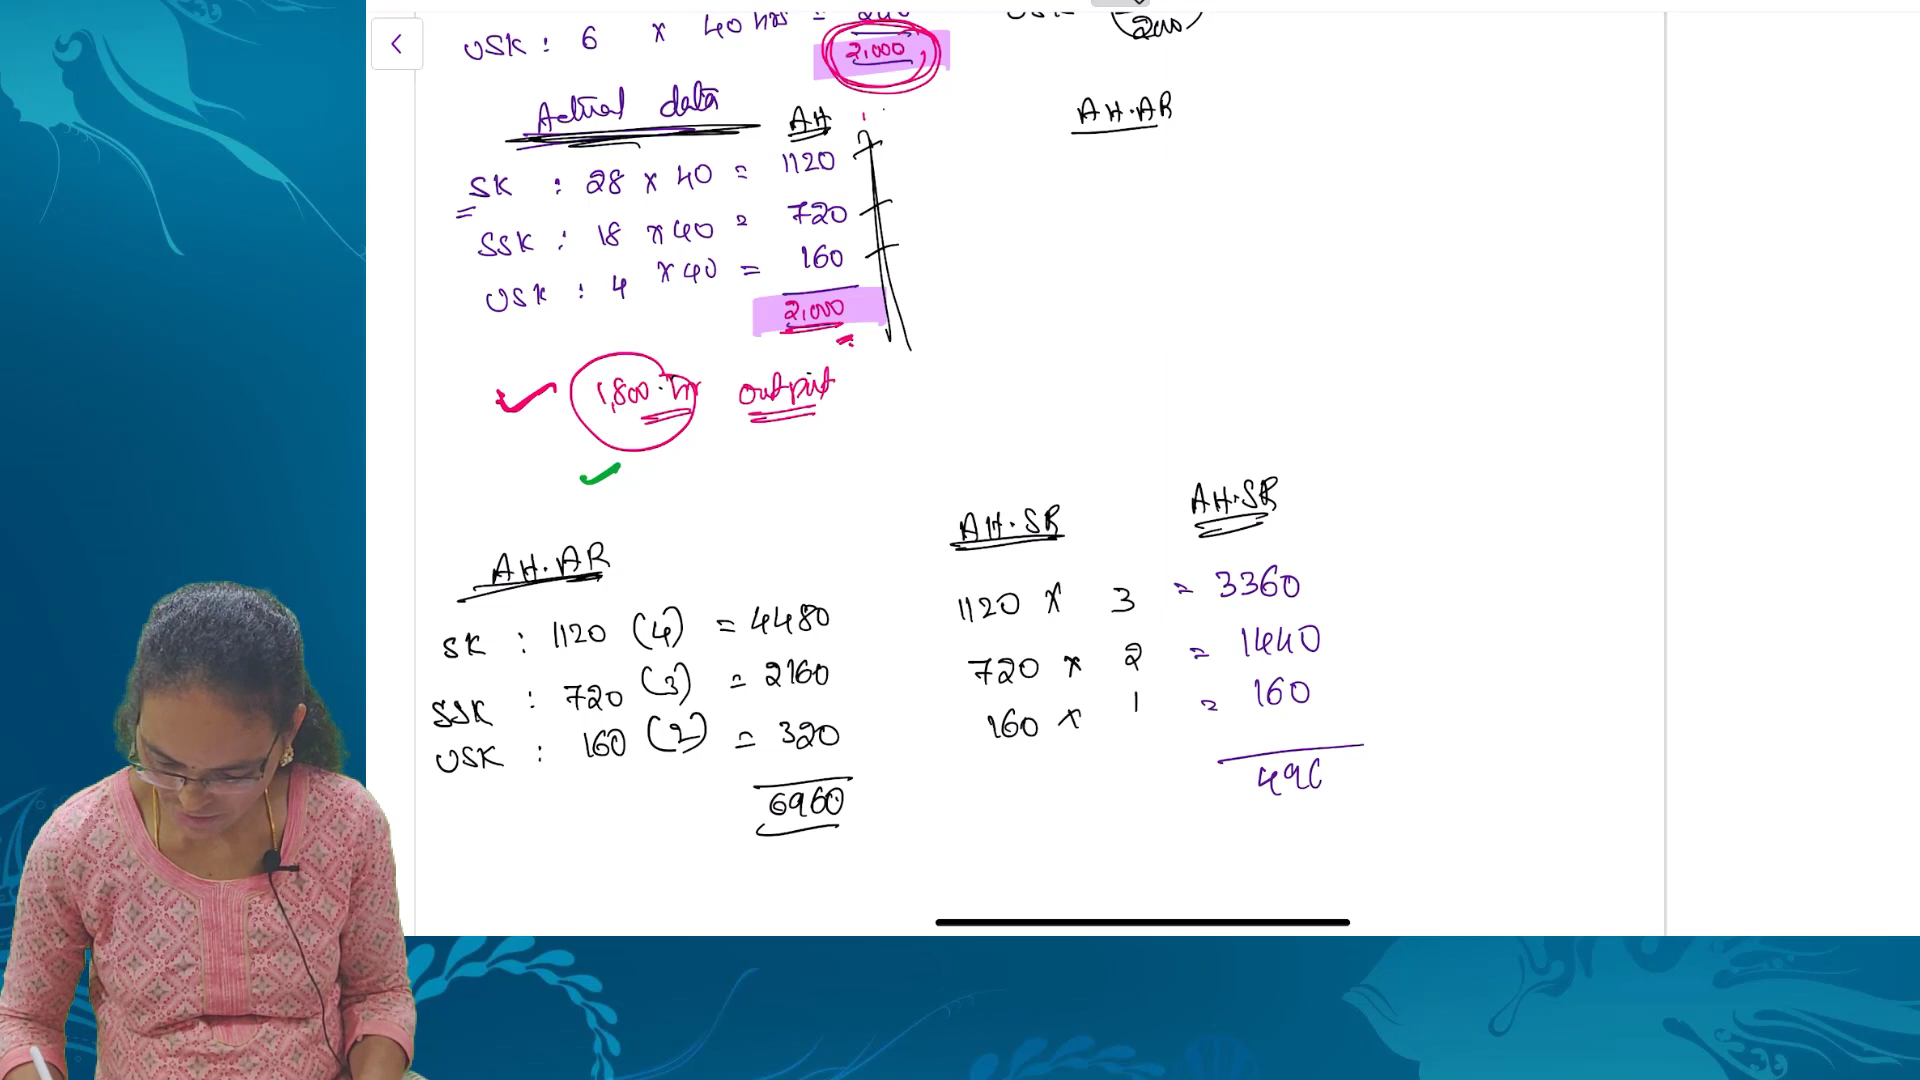 USK : 6 x 40 hrs = 240
2,000
200
Actual data AH
SK : 28 x 40 = 1120
SSK : 18 x 40 = 720
USK : 4 x 40 = 160
2,000
AH.AR
1,800 hr output
AH.AR
SK : 1120 (4) = 4480
SSK : 720 (3) = 2160
USK : 160 (2) = 320
6960
AH.SR AH.SR
1120 x 3 = 3360
720 x 2 = 1440
160 x 1 = 160
496